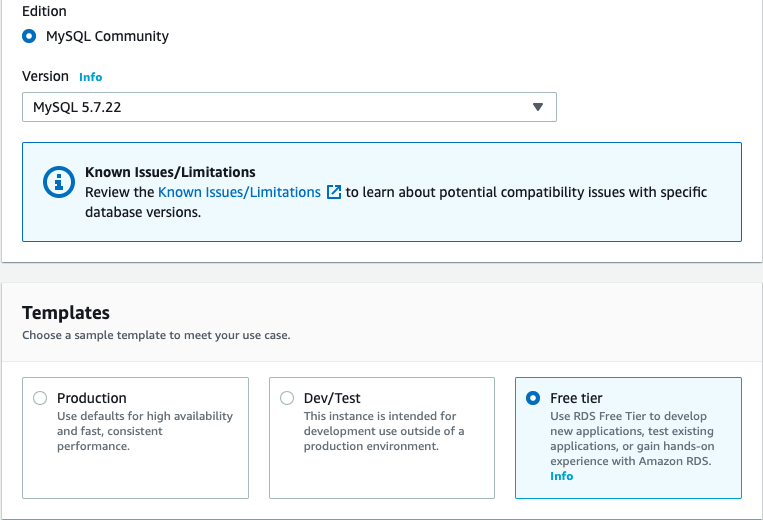 Edition
MySQL Community
Version Info
MySQL 5.7.22
Known Issues/Limitations
Review the Known Issues/Limitations to learn about potential compatibility issues with specific
database versions.
Templates
Choose a sample template to meet your use case.
Production
Use defaults for high availability
and fast, consistent
performance.
Dev/Test
This instance is intended for
development use outside of a
production environment.
Free tier
Use RDS Free Tier to develop
new applications, test existing
applications, or gain hands-on
experience with Amazon RDS.
Info